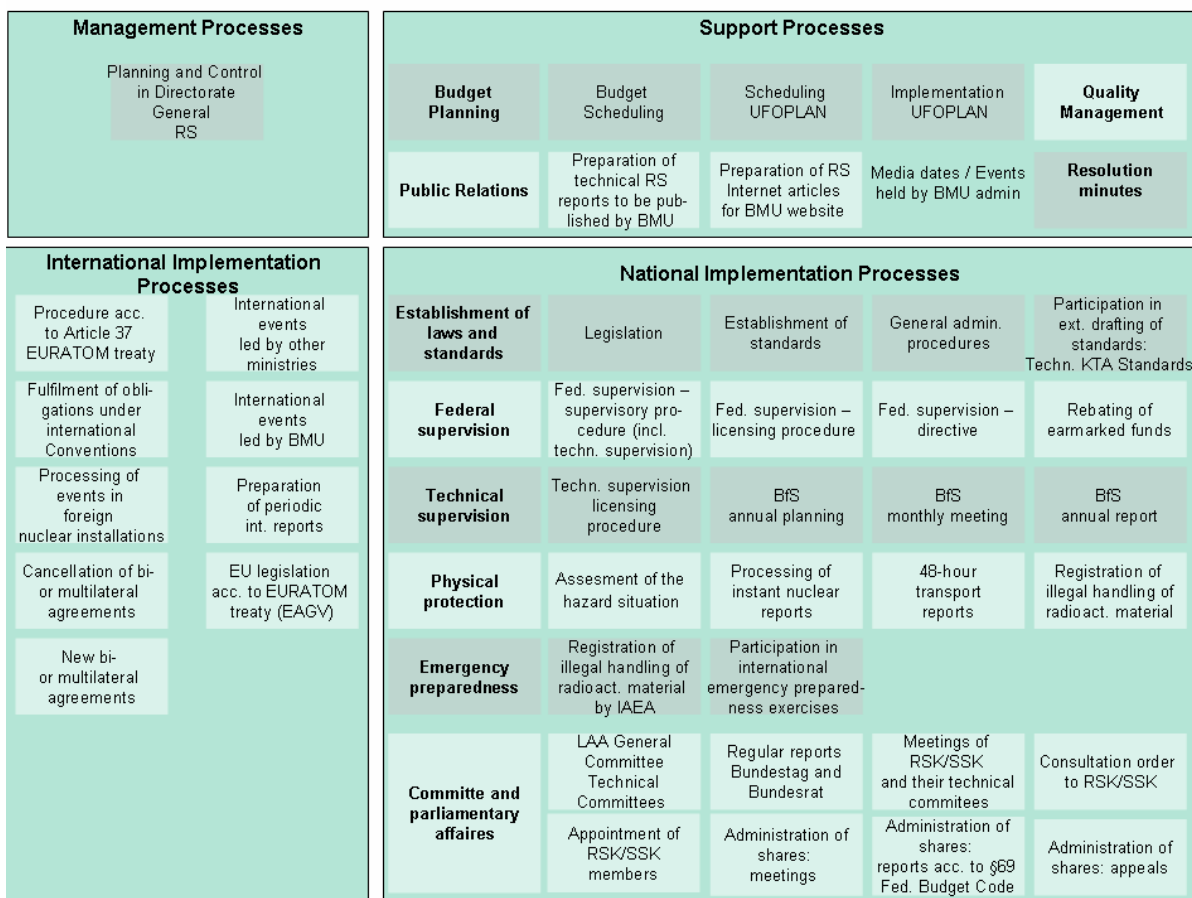 Management Processes
Planning and Control
in Directorate
General
RS
Support Processes
Budget
Planning
Budget
Scheduling
Scheduling
UFOPLAN
Implementation
UFOPLAN
Quality
Management
Public Relations
Preparation of
technical RS
reports to be pub-
lished by BMU
Preparation of RS
Internet articles
for BMU website
Media dates / Events
held by BMU admin
Resolution
minutes
International Implementation
Processes
Procedure acc.
to Article 37
EURATOM treaty
International
events
led by other
ministries
Fulfilment of obli-
gations under
international
Conventions
International
events
led by BMU
Processing of
events in
foreign
nuclear installations
Preparation
of periodic
int. reports
Cancellation of bi-
or multilateral
agreements
EU legislation
acc. to EURATOM
treaty (EAGV)
New bi-
or multilateral
agreements
National Implementation Processes
Establishment of
laws and
standards
Legislation
Establishment of
standards
General admin.
procedures
Participation in
ext. drafting of
standards:
Techn. KTA Standards
Federal
supervision
Fed. supervision –
supervisory pro-
cedure (incl.
techn. supervision)
Fed. supervision –
licensing procedure
Fed. supervision –
directive
Rebating of
earmarked funds
Technical
supervision
Techn. supervision
licensing
procedure
BfS
annual planning
BfS
monthly meeting
BfS
annual report
Physical
protection
Assesment of the
hazard situation
Processing of
instant nuclear
reports
48-hour
transport
reports
Registration of
illegal handling of
radioact. material
Emergency
preparedness
Registration of
illegal handling of
radioact. material
by IAEA
Participation in
international
emergency prepared-
ness exercises
Committe and
parliamentary
affaires
LAA General
Committee
Technical
Committees
Regular reports
Bundestag and
Bundesrat
Meetings of
RSK/SSK
and their technical
commitees
Consultation order
to RSK/SSK
Appointment of
RSK/SSK
members
Administration of
shares:
meetings
Administration of
shares:
reports acc. to §69
Fed. Budget Code
Administration of
shares: appeals